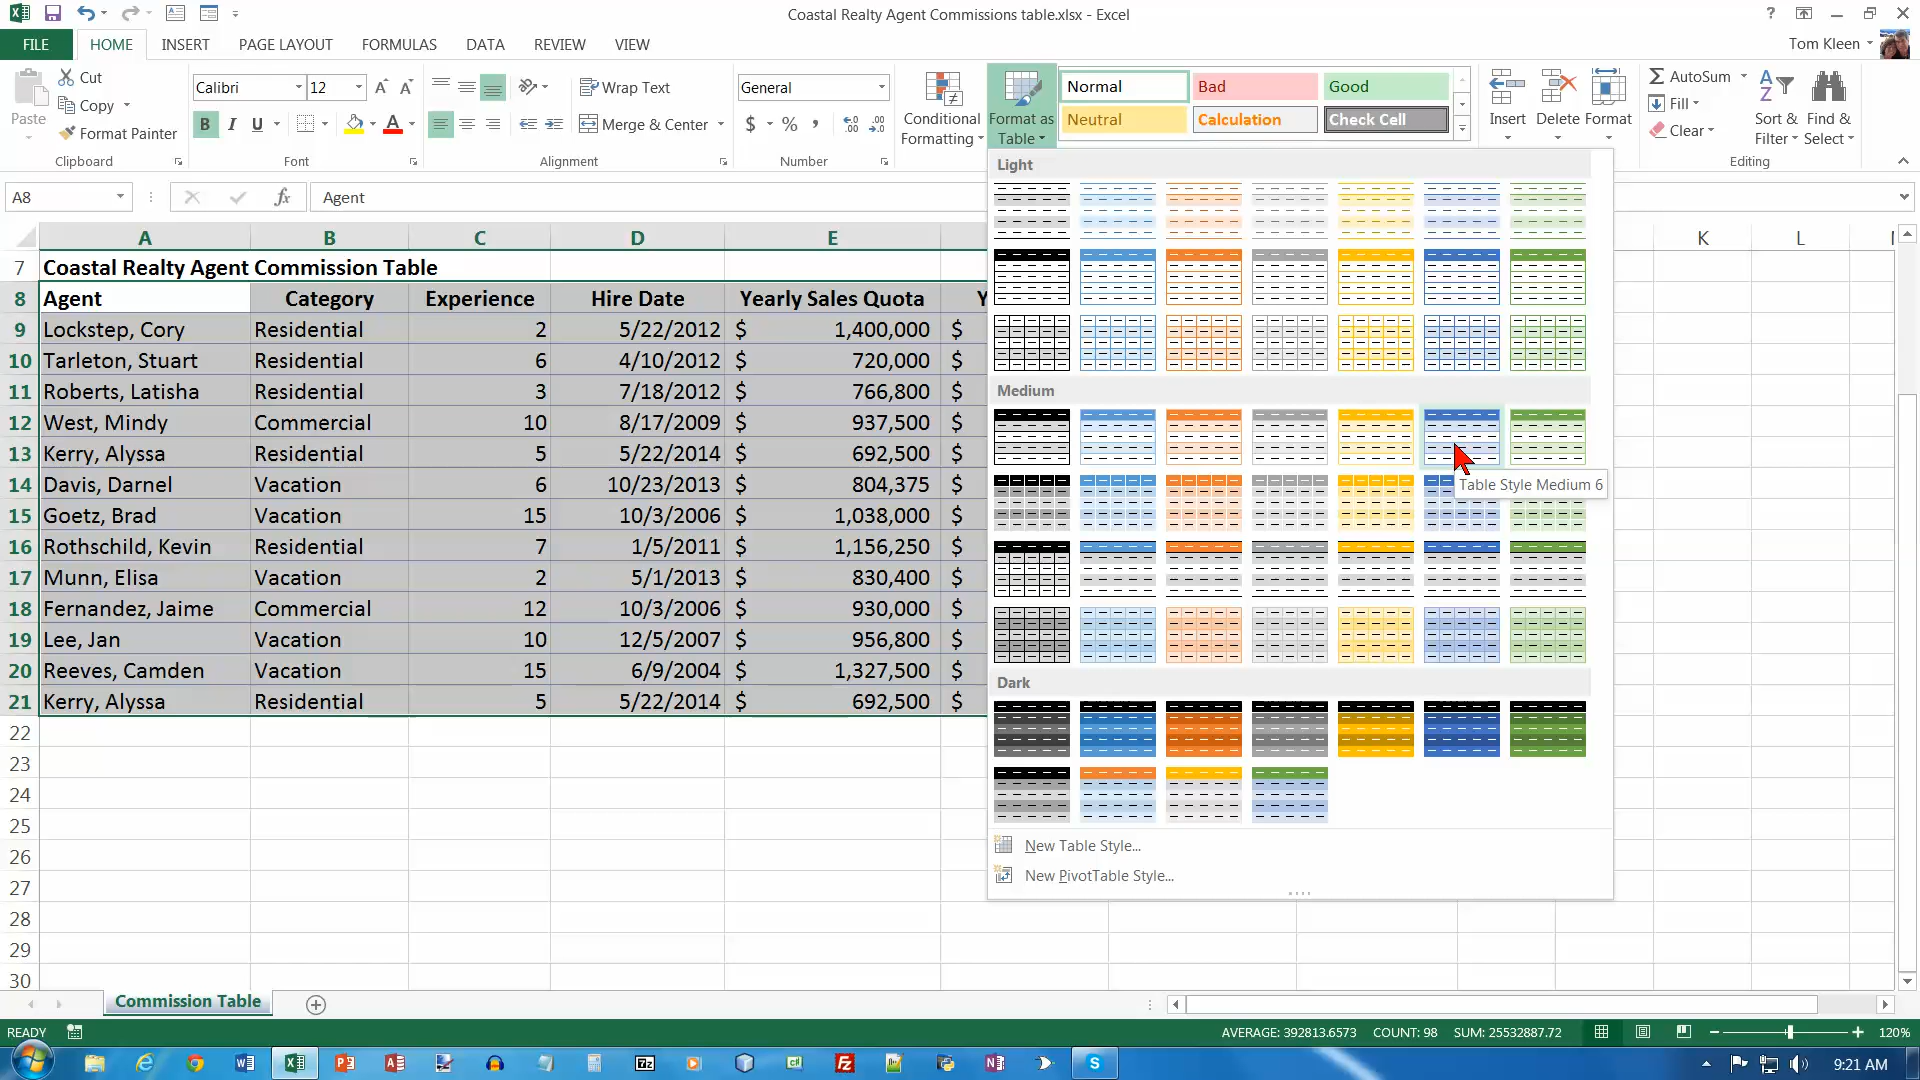 Coastal Realty Agent Commissions table.xlsx - Excel
?
FILE HOME INSERT PAGE LAYOUT FORMULAS DATA REVIEW VIEW
Tom Kleen
Paste
Cut
Copy
Format Painter
Clipboard
Calibri 12
B I U
Font
Wrap Text
Merge & Center
Alignment
General
$ % ,
Number
Conditional
Formatting
Format as
Table
Normal Bad Good
Neutral Calculation Check Cell
Insert Delete Format
AutoSum
Fill
Clear
Sort &
Filter
Find &
Select
Editing
A8
fx
Agent
Light
Medium
Table Style Medium 6
Dark
New Table Style...
New PivotTable Style...
A B C D E K L
7 Coastal Realty Agent Commission Table
8 Agent Category Experience Hire Date Yearly Sales Quota Y
9 Lockstep, Cory Residential 2 5/22/2012 $ 1,400,000 $
10 Tarleton, Stuart Residential 6 4/10/2012 $ 720,000 $
11 Roberts, Latisha Residential 3 7/18/2012 $ 766,800 $
12 West, Mindy Commercial 10 8/17/2009 $ 937,500 $
13 Kerry, Alyssa Residential 5 5/22/2014 $ 692,500 $
14 Davis, Darnel Vacation 6 10/23/2013 $ 804,375 $
15 Goetz, Brad Vacation 15 10/3/2006 $ 1,038,000 $
16 Rothschild, Kevin Residential 7 1/5/2011 $ 1,156,250 $
17 Munn, Elisa Vacation 2 5/1/2013 $ 830,400 $
18 Fernandez, Jaime Commercial 12 10/3/2006 $ 930,000 $
19 Lee, Jan Vacation 10 12/5/2007 $ 956,800 $
20 Reeves, Camden Vacation 15 6/9/2004 $ 1,327,500 $
21 Kerry, Alyssa Residential 5 5/22/2014 $ 692,500 $
22
23
24
25
26
27
28
29
30
Commission Table
READY
AVERAGE: 392813.6573 COUNT: 98 SUM: 25532887.72
120%
9:21 AM